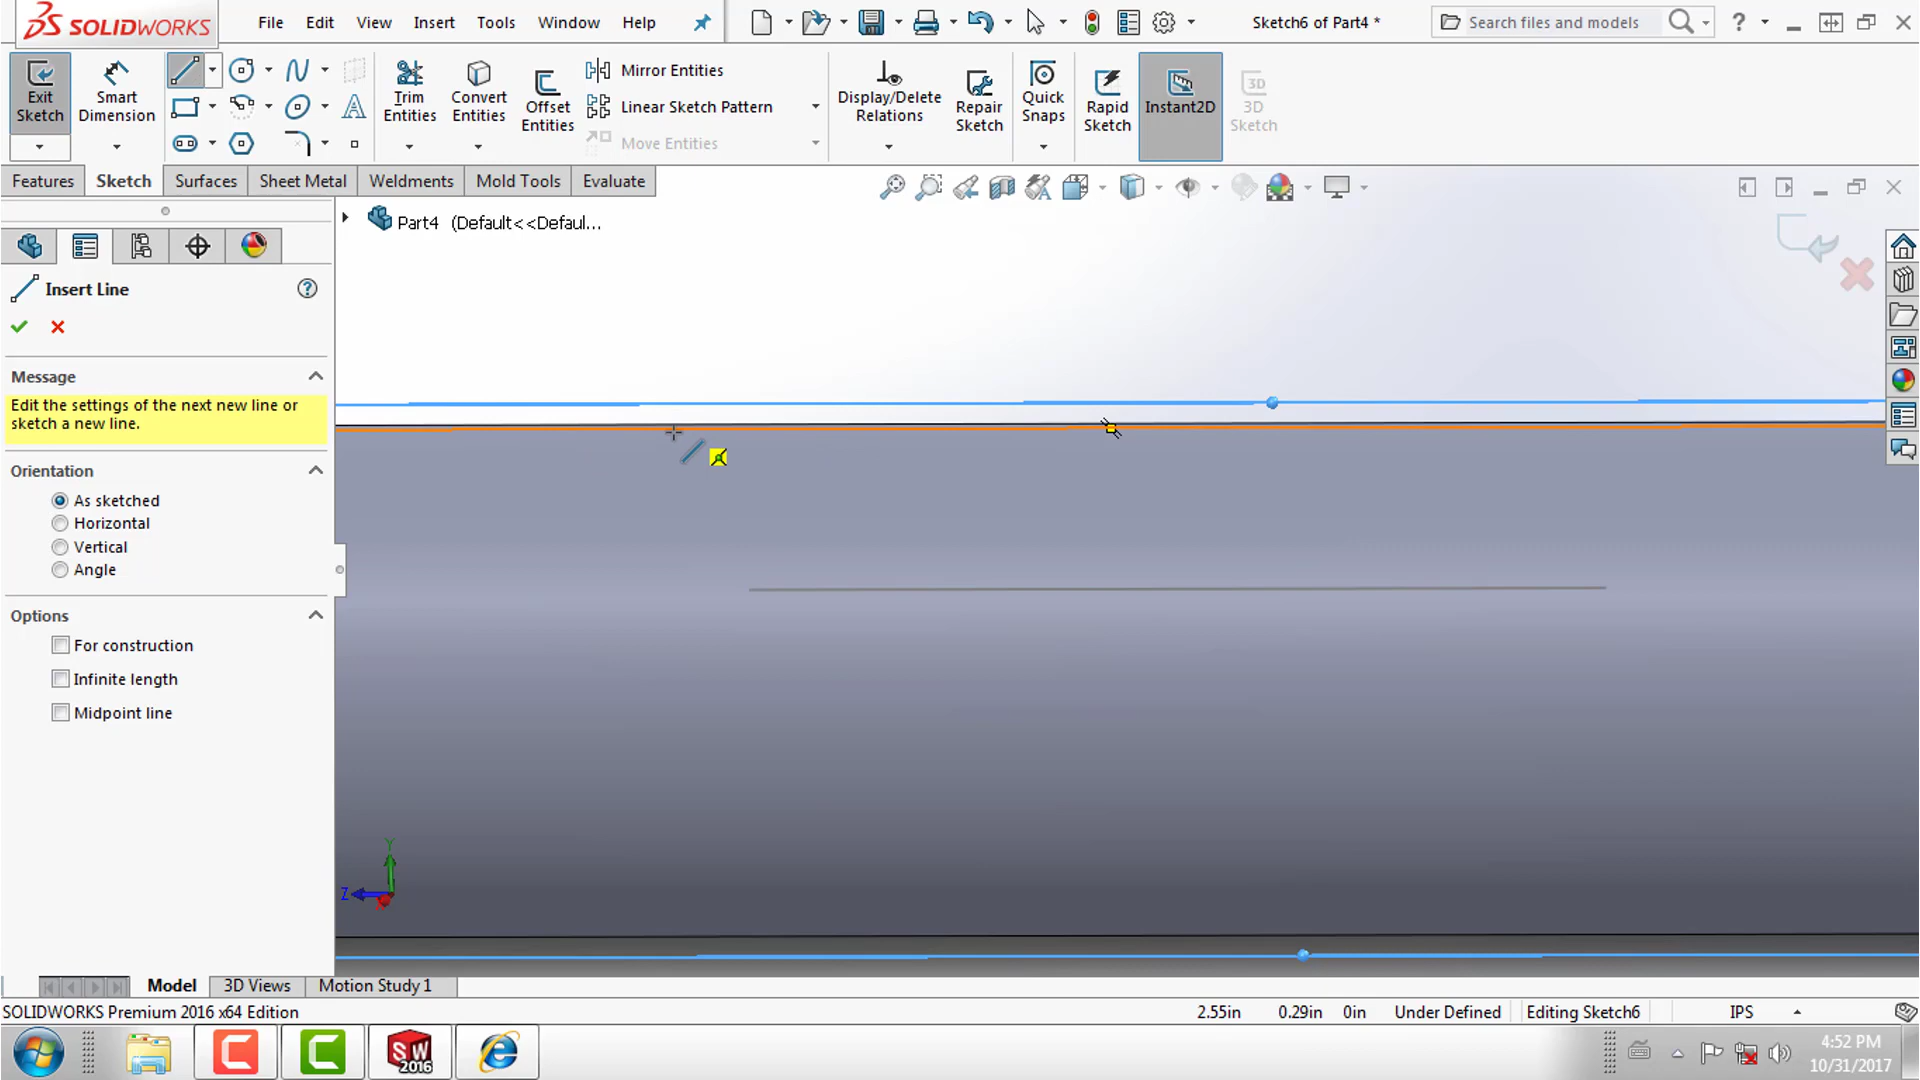 SOLIDWORKS
File Edit View Insert Tools Window Help
Sketch6 of Part4 *
Search files and models
Exit Sketch
Smart Dimension
Trim Entities
Convert Entities
Offset Entities
Mirror Entities
Linear Sketch Pattern
Move Entities
Display/Delete Relations
Repair Sketch
Quick Snaps
Rapid Sketch
Instant2D
3D Sketch
Features Sketch Surfaces Sheet Metal Weldments Mold Tools Evaluate
Part4 (Default<<Defaul...
Insert Line
Message
Edit the settings of the next new line or
sketch a new line.
Orientation
As sketched
Horizontal
Vertical
Angle
Options
For construction
Infinite length
Midpoint line
Y
Z
Model 3D Views Motion Study 1
SOLIDWORKS Premium 2016 x64 Edition
2.55in 0.29in 0in Under Defined Editing Sketch6 IPS
SW
2016
4:52 PM
10/31/2017